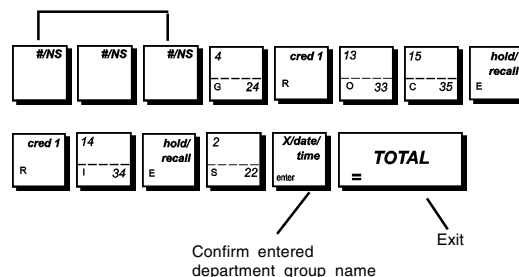 #/NS #/NS #/NS 4 cred 1 13 15 hold/
recall
G 24 R O 33 C 35 E
cred 1 14 hold/
recall 2 X/date/
time TOTAL
R I 34 E S 22 enter =
Exit
Confirm entered
department group name